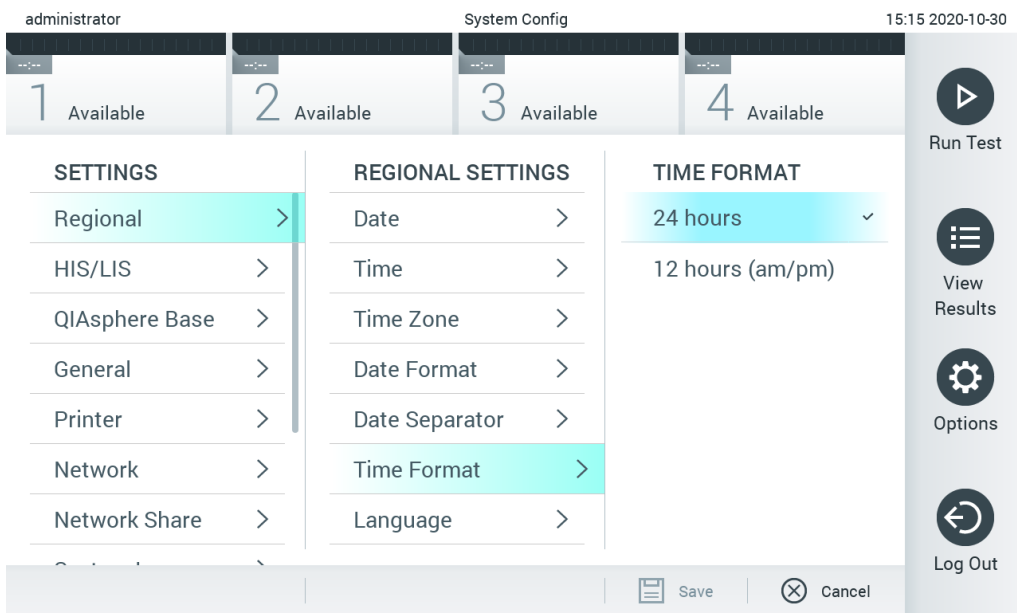 administrator System Config 15:15 2020-10-30
--:-- --:-- --:-- --:--
1 Available 2 Available 3 Available 4 Available
Run Test
SETTINGS
Regional
HIS/LIS
QIAsphere Base
General
Printer
Network
Network Share
REGIONAL SETTINGS
Date
Time
Time Zone
Date Format
Date Separator
Time Format
Language
TIME FORMAT
24 hours
12 hours (am/pm)
View
Results
Options
Log Out
Save Cancel